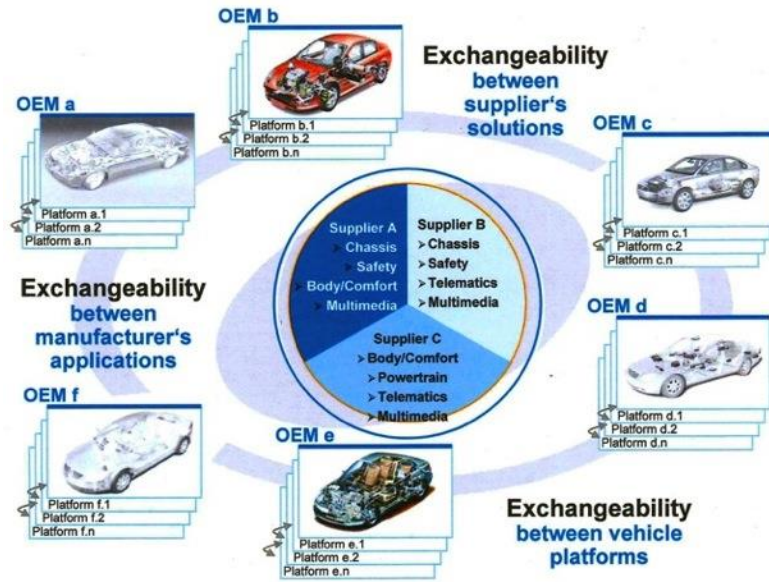 OEM b
Platform b.1
Platform b.2
Platform b.n
Exchangeability
between
supplier's
solutions
OEM a
Platform a.1
Platform a.2
Platform a.n
OEM c
Platform c.1
Platform c.2
Platform c.n
Supplier A
➤ Chassis
➤ Safety
➤ Body/Comfort
➤ Multimedia
Supplier B
➤ Chassis
➤ Safety
➤ Telematics
➤ Multimedia
Supplier C
➤ Body/Comfort
➤ Powertrain
➤ Telematics
➤ Multimedia
Exchangeability
between
manufacturer's
applications
OEM d
Platform d.1
Platform d.2
Platform d.n
OEM f
Platform f.1
Platform f.2
Platform f.n
OEM e
Platform e.1
Platform e.2
Platform e.n
Exchangeability
between vehicle
platforms